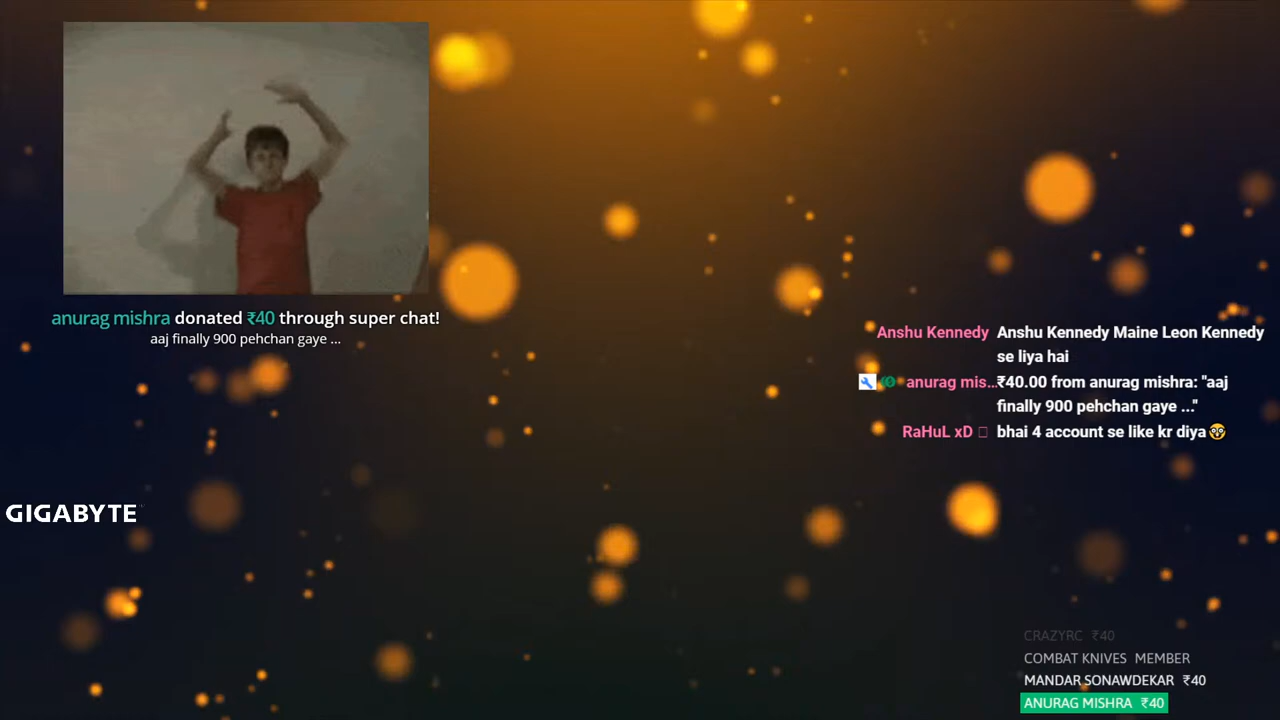 anurag mishra donated ₹40 through super chat!
aaj finally 900 pehchan gaye ...
Anshu Kennedy Anshu Kennedy Maine Leon Kennedy
se liya hai
anurag mis... ₹40.00 from anurag mishra: "aaj
finally 900 pehchan gaye ..."
RaHuL xD bhai 4 account se like kr diya🤓
GIGABYTE
CRAZYRC ₹40
COMBAT KNIVES MEMBER
MANDAR SONAWDEKAR ₹40
ANURAG MISHRA ₹40